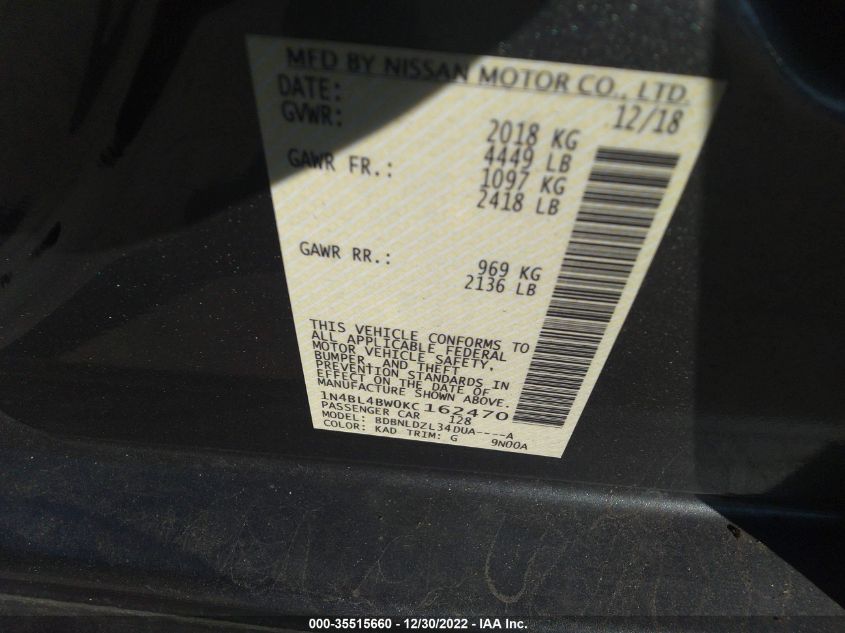 MFD BY NISSAN MOTOR CO., LTD.
DATE: 12/18
GVWR: 2018 KG
4449 LB
GAWR FR.: 1097 KG
2418 LB
GAWR RR.: 969 KG
2136 LB
THIS VEHICLE CONFORMS TO
ALL APPLICABLE FEDERAL
MOTOR VEHICLE SAFETY,
BUMPER, AND THEFT
PREVENTION STANDARDS IN
EFFECT ON THE DATE OF
MANUFACTURE SHOWN ABOVE.
1N4BL4BW0KC162470
PASSENGER CAR 128
MODEL: BDBNLDZL34DUA----A
COLOR: KAD TRIM: G 9N00A
000-35515660 - 12/30/2022 - IAA Inc.